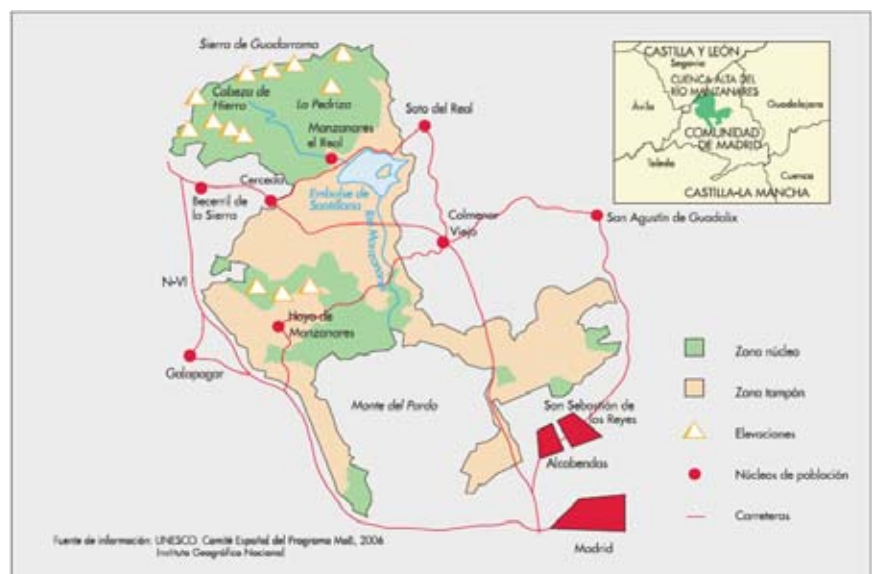 Sierra de Guadarrama
Cabeza de
Hierro
La Pedriza
Manzanares
el Real
Soto del Real
Cerceda
Becerril de
la Sierra
Embalse de
Santillana
Río Manzanares
Colmenar
Viejo
San Agustín de Guadalix
N-VI
Hoyo de
Manzanares
Galapagar
Monte del Pardo
San Sebastián de
los Reyes
Alcobendas
Madrid
CASTILLA Y LEÓN
Segovia
CUENCA ALTA DEL
RÍO MANZANARES
Ávila
Guadalajara
COMUNIDAD
DE MADRID
Toledo
Cuenca
CASTILLA-LA MANCHA
Zona núcleo
Zona tampón
Elevaciones
Núcleos de población
Carreteras
Fuente de información: UNESCO. Comité Español del Programa MaB, 2006
Instituto Geográfico Nacional